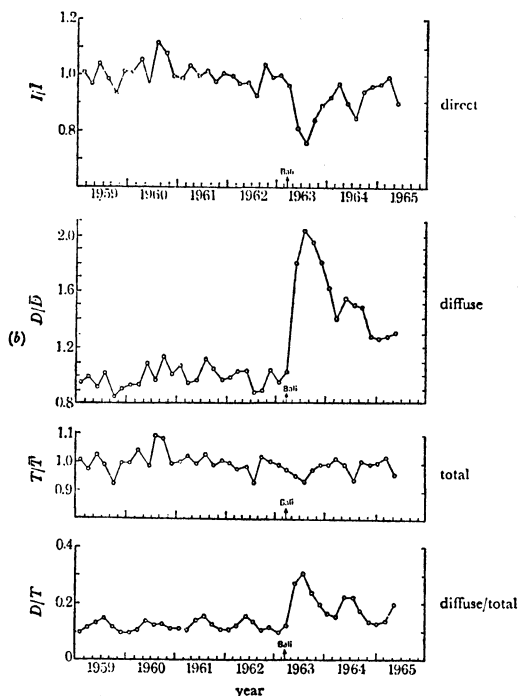 1.2
1.0
0.8
I/Ī
direct
Bali
1959 1960 1961 1962 1963 1964 1965
2.0
1.6
1.2
0.8
D/D̄
(b)
diffuse
Bali
1.1
1.0
0.9
T/T̄
total
Bali
0.4
0.2
0
D/T
diffuse/total
Bali
1959 1960 1961 1962 1963 1964 1965
year